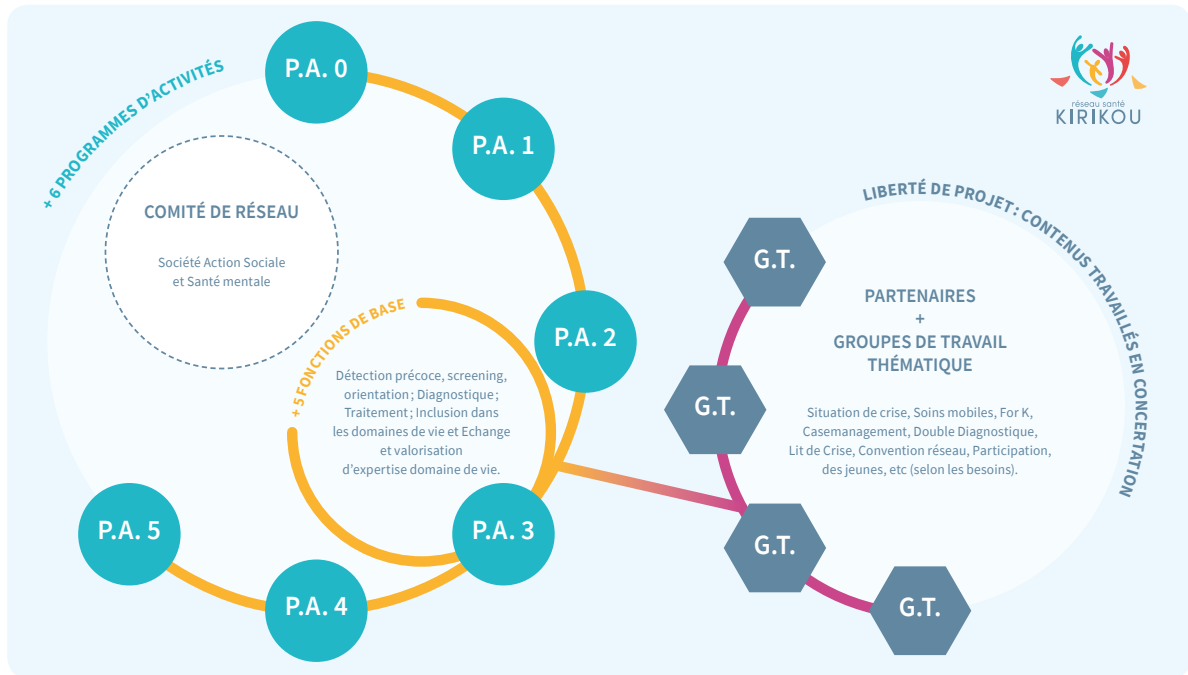 + 6 PROGRAMMES D'ACTIVITÉS
P.A. 0
P.A. 1
P.A. 2
P.A. 3
P.A. 4
P.A. 5
COMITÉ DE RÉSEAU
Société Action Sociale
et Santé mentale
+ 5 FONCTIONS DE BASE
Détection précoce, screening,
orientation ; Diagnostique ;
Traitement ; Inclusion dans
les domaines de vie et Echange
et valorisation
d'expertise domaine de vie.
réseau santé
KIRIKOU
LIBERTÉ DE PROJET : CONTENUS TRAVAILLÉS EN CONCERTATION
G.T.
G.T.
G.T.
G.T.
PARTENAIRES
+
GROUPES DE TRAVAIL
THÉMATIQUE
Situation de crise, Soins mobiles, For K,
Casemanagement, Double Diagnostique,
Lit de Crise, Convention réseau, Participation,
des jeunes, etc (selon les besoins).